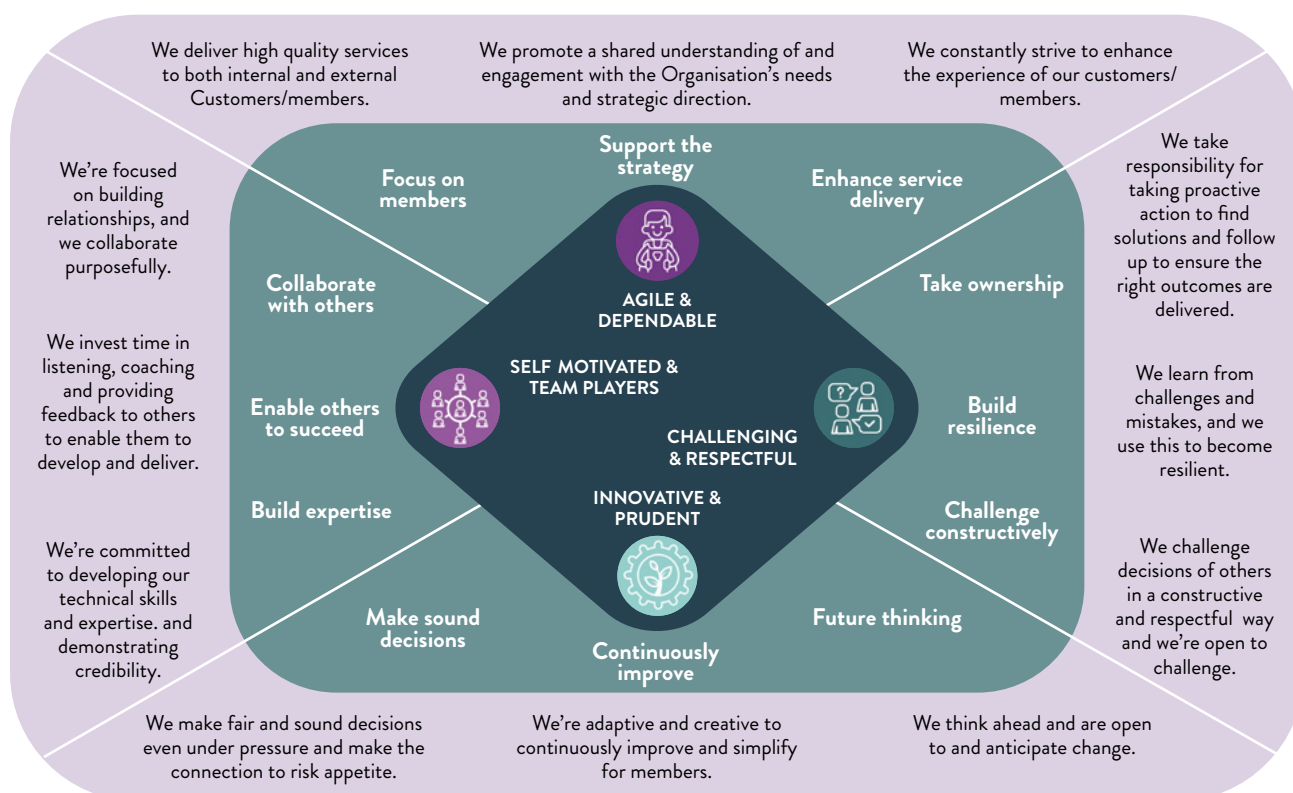 We deliver high quality services
to both internal and external
Customers/members.
We promote a shared understanding of and
engagement with the Organisation's needs
and strategic direction.
We constantly strive to enhance
the experience of our customers/
members.
Focus on
members
Support the
strategy
Enhance service
delivery
We're focused
on building
relationships, and
we collaborate
purposefully.
We invest time in
listening, coaching
and providing
feedback to others
to enable them to
develop and deliver.
We're committed
to developing our
technical skills
and expertise. and
demonstrating
credibility.
Collaborate
with others
Enable others
to succeed
Build expertise
AGILE &
DEPENDABLE
SELF MOTIVATED &
TEAM PLAYERS
?
CHALLENGING
& RESPECTFUL
INNOVATIVE &
PRUDENT
Take ownership
Build
resilience
Challenge
constructively
We take
responsibility for
taking proactive
action to find
solutions and follow
up to ensure the
right outcomes are
delivered.
We learn from
challenges and
mistakes, and we
use this to become
resilient.
We challenge
decisions of others
in a constructive
and respectful way
and we're open to
challenge.
Make sound
decisions
Continuously
improve
Future thinking
We make fair and sound decisions
even under pressure and make the
connection to risk appetite.
We're adaptive and creative to
continuously improve and simplify
for members.
We think ahead and are open
to and anticipate change.